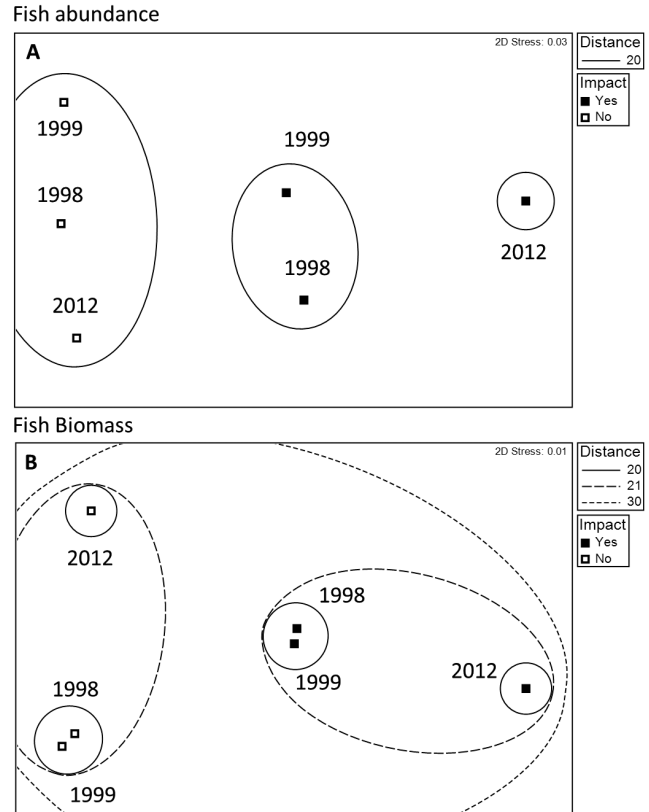 Fish abundance
A
2D Stress: 0.03
Distance
20
Impact
Yes
No
1999
1999
1998
1998
2012
2012
Fish Biomass
B
2D Stress: 0.01
Distance
20
21
30
Impact
Yes
No
2012
1998
2012
1999
1998
1999